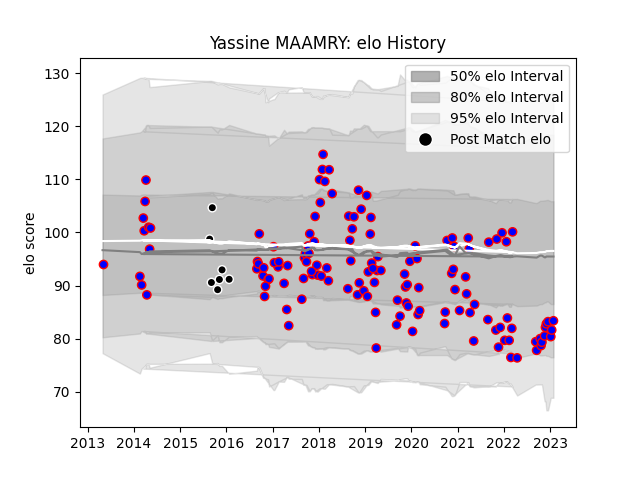 Yassine MAAMRY: elo History
130
120
110
100
90
80
70
elo score
50% elo Interval
80% elo Interval
95% elo Interval
Post Match elo
2013 2014 2015 2016 2017 2018 2019 2020 2021 2022 2023